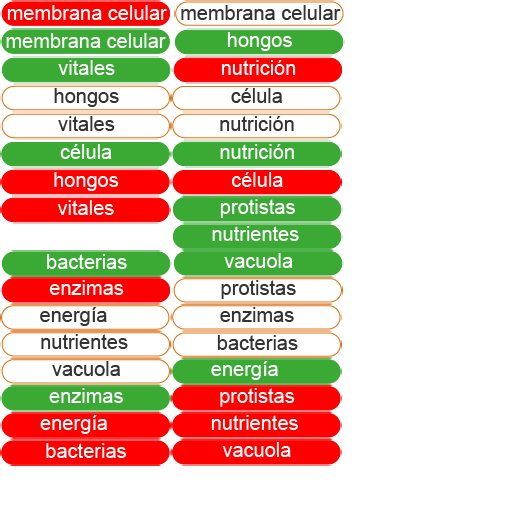 membrana celular membrana celular
membrana celular hongos
vitales nutrición
hongos célula
vitales nutrición
célula nutrición
hongos célula
vitales protistas
nutrientes
bacterias vacuola
enzimas protistas
energía enzimas
nutrientes bacterias
vacuola energía
enzimas protistas
energía nutrientes
bacterias vacuola